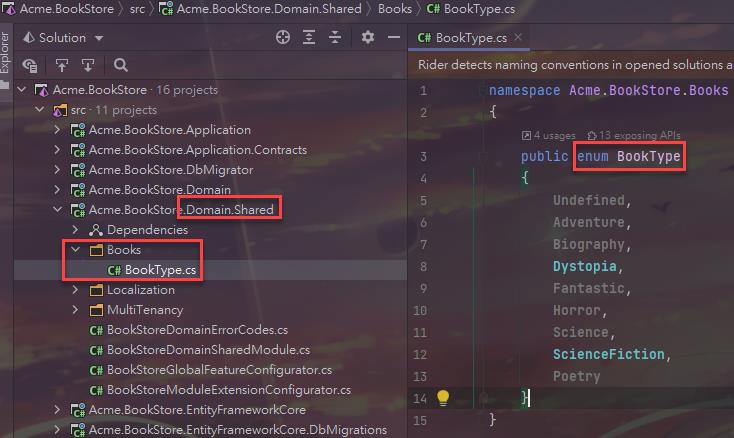 Acme.BookStore > src > Acme.BookStore.Domain.Shared > Books > BookType.cs
Explorer
Solution
BookType.cs
Rider detects naming conventions in opened solutions a
Acme.BookStore · 16 projects
src · 11 projects
Acme.BookStore.Application
Acme.BookStore.Application.Contracts
Acme.BookStore.DbMigrator
Acme.BookStore.Domain
Acme.BookStore.Domain.Shared
Dependencies
Books
C# BookType.cs
Localization
MultiTenancy
C# BookStoreDomainErrorCodes.cs
C# BookStoreDomainSharedModule.cs
C# BookStoreGlobalFeatureConfigurator.cs
C# BookStoreModuleExtensionConfigurator.cs
Acme.BookStore.EntityFrameworkCore
Acme.BookStore.EntityFrameworkCore.DbMigrations
1 namespace Acme.BookStore.Books
2 {
4 usages 13 exposing APIs
3 public enum BookType
4 {
5 Undefined,
6 Adventure,
7 Biography,
8 Dystopia,
9 Fantastic,
10 Horror,
11 Science,
12 ScienceFiction,
13 Poetry
14 }
15 }